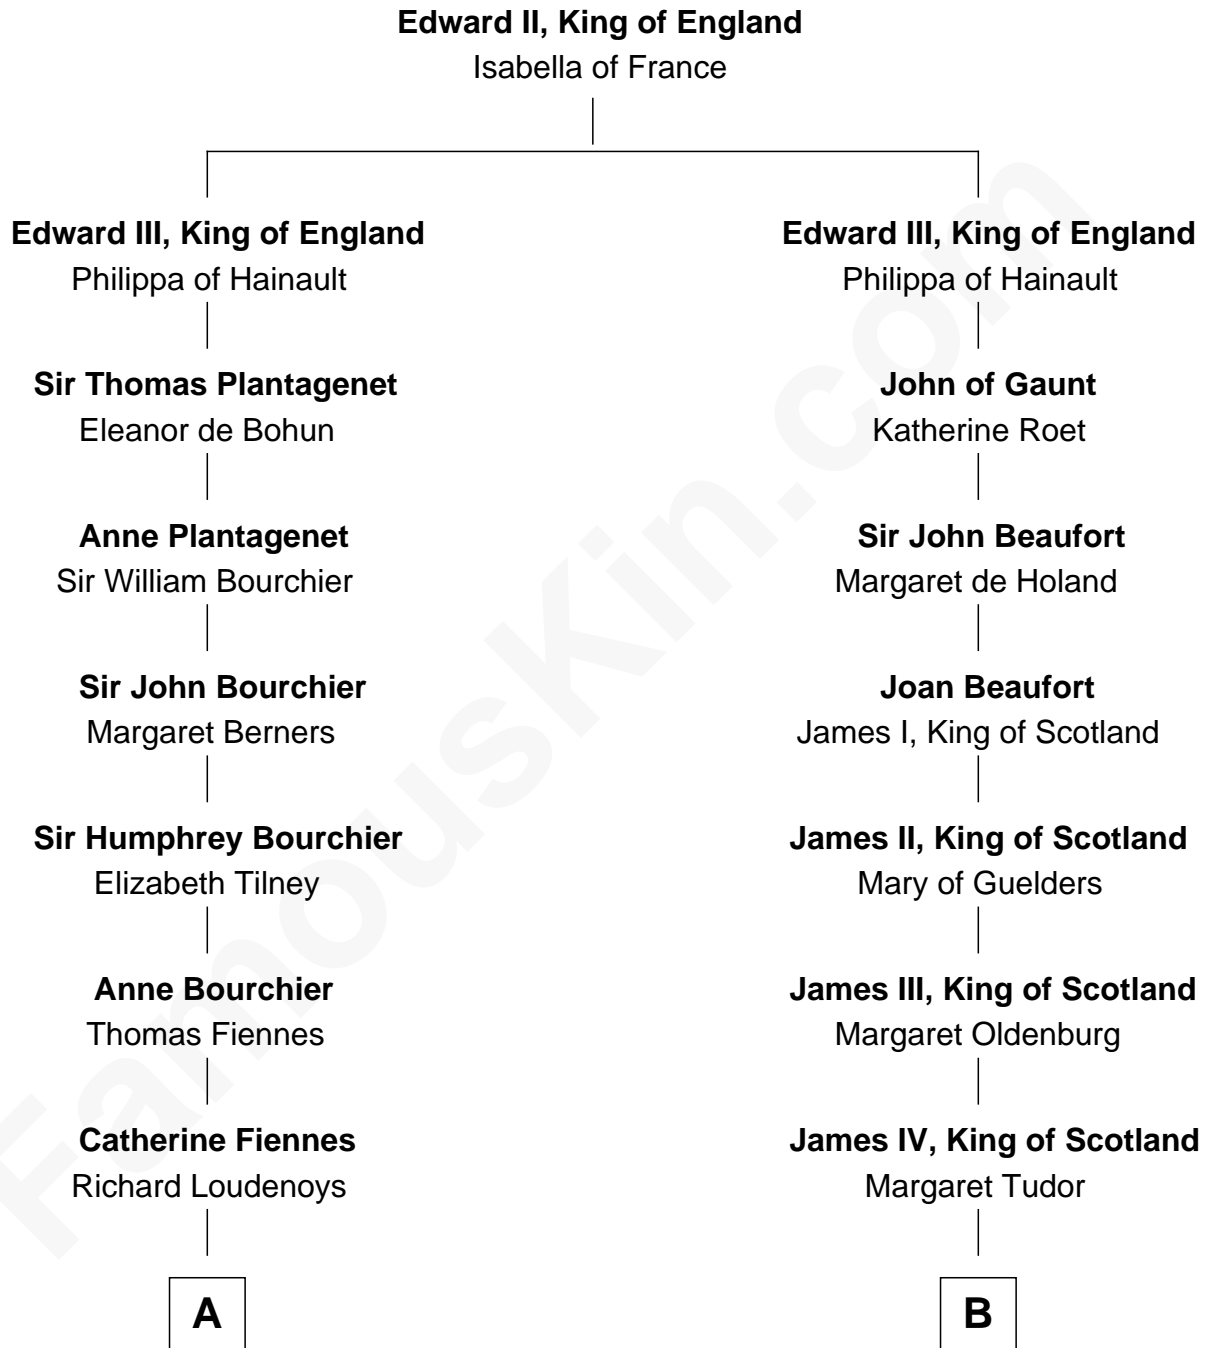 Edward II, King of England
Isabella of France
Edward III, King of England
Philippa of Hainault
Sir Thomas Plantagenet
Eleanor de Bohun
Anne Plantagenet
Sir William Bourchier
Sir John Bourchier
Margaret Berners
Sir Humphrey Bourchier
Elizabeth Tilney
Anne Bourchier
Thomas Fiennes
Catherine Fiennes
Richard Loudenoys
A
Edward III, King of England
Philippa of Hainault
John of Gaunt
Katherine Roet
Sir John Beaufort
Margaret de Holand
Joan Beaufort
James I, King of Scotland
James II, King of Scotland
Mary of Guelders
James III, King of Scotland
Margaret Oldenburg
James IV, King of Scotland
Margaret Tudor
B
FamousKin.com